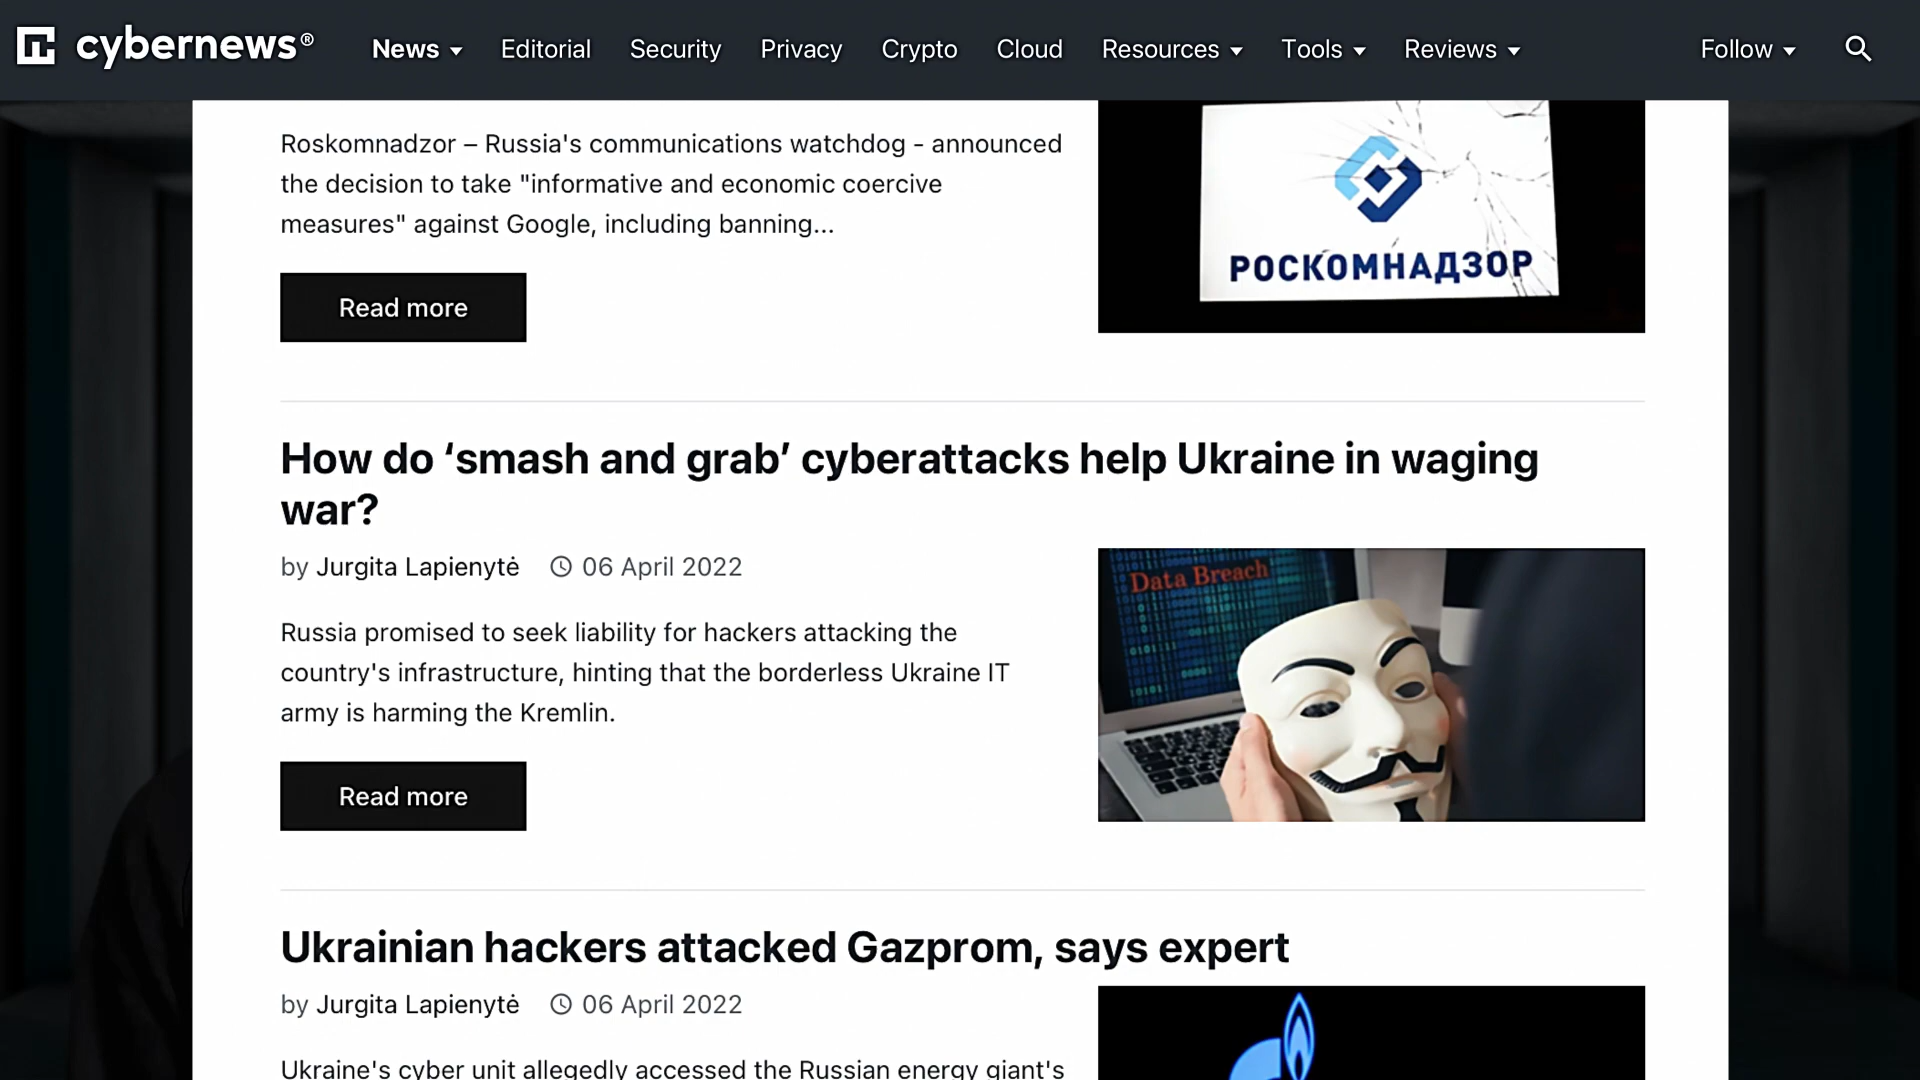 cybernews®
News Editorial Security Privacy Crypto Cloud Resources Tools Reviews Follow
Roskomnadzor – Russia's communications watchdog - announced
the decision to take "informative and economic coercive
measures" against Google, including banning...
Read more
РОСКОМНАДЗОР
How do ‘smash and grab’ cyberattacks help Ukraine in waging
war?
by Jurgita Lapienytė 06 April 2022
Russia promised to seek liability for hackers attacking the
country's infrastructure, hinting that the borderless Ukraine IT
army is harming the Kremlin.
Read more
Data Breach
Ukrainian hackers attacked Gazprom, says expert
by Jurgita Lapienytė 06 April 2022
Ukraine's cyber unit allegedly accessed the Russian energy giant's